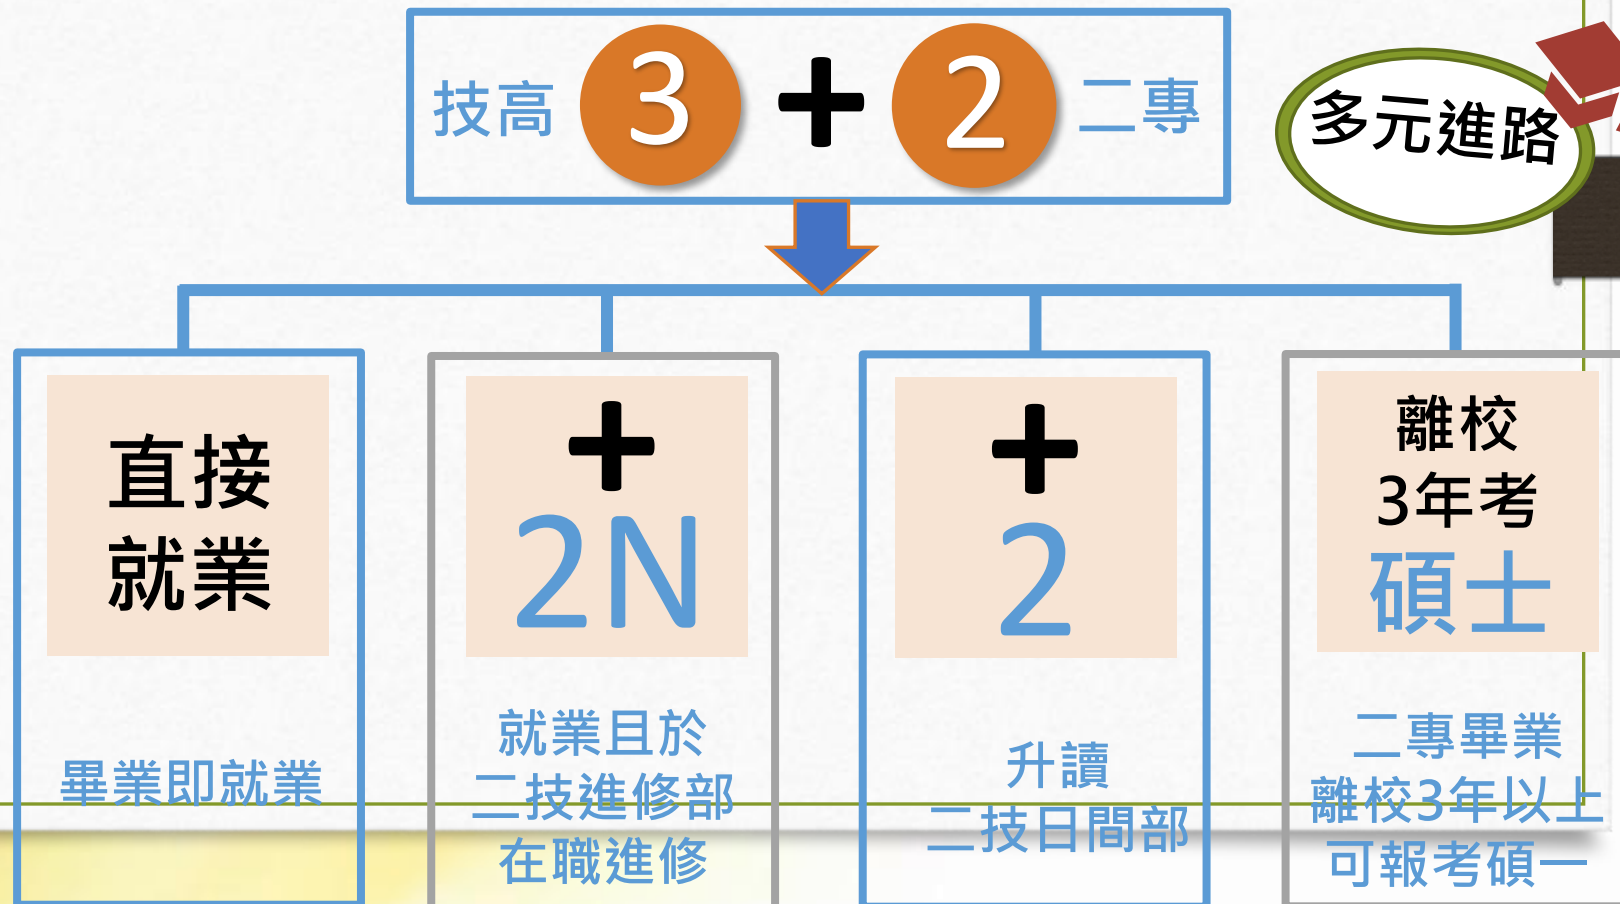 技高 3 + 2 二專
多元進路
直接
就業
畢業即就業
+
2N
就業且於
二技進修部
在職進修
+
2
升讀
二技日間部
離校
3年考
碩士
二專畢業
離校3年以上
可報考碩一